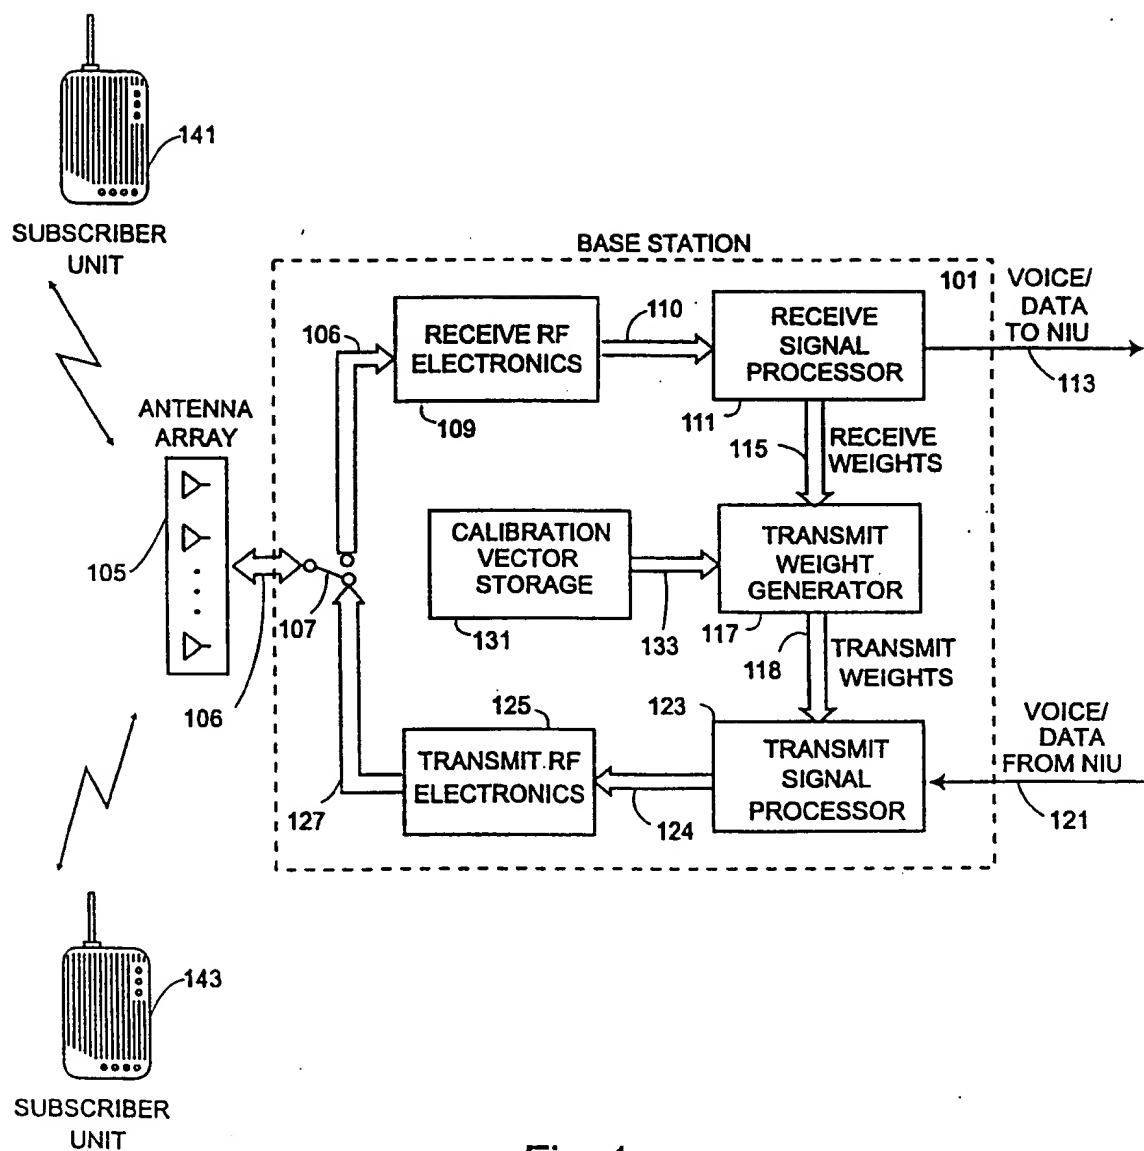 141
SUBSCRIBER
UNIT
BASE STATION
101
VOICE/
DATA
TO NIU
113
106
RECEIVE RF
ELECTRONICS
109
110
RECEIVE
SIGNAL
PROCESSOR
111
115
RECEIVE
WEIGHTS
ANTENNA
ARRAY
105
106
107
CALIBRATION
VECTOR
STORAGE
131
133
TRANSMIT
WEIGHT
GENERATOR
117
118
TRANSMIT
WEIGHTS
125
TRANSMIT RF
ELECTRONICS
127
124
123
TRANSMIT
SIGNAL
PROCESSOR
VOICE/
DATA
FROM NIU
121
143
SUBSCRIBER
UNIT